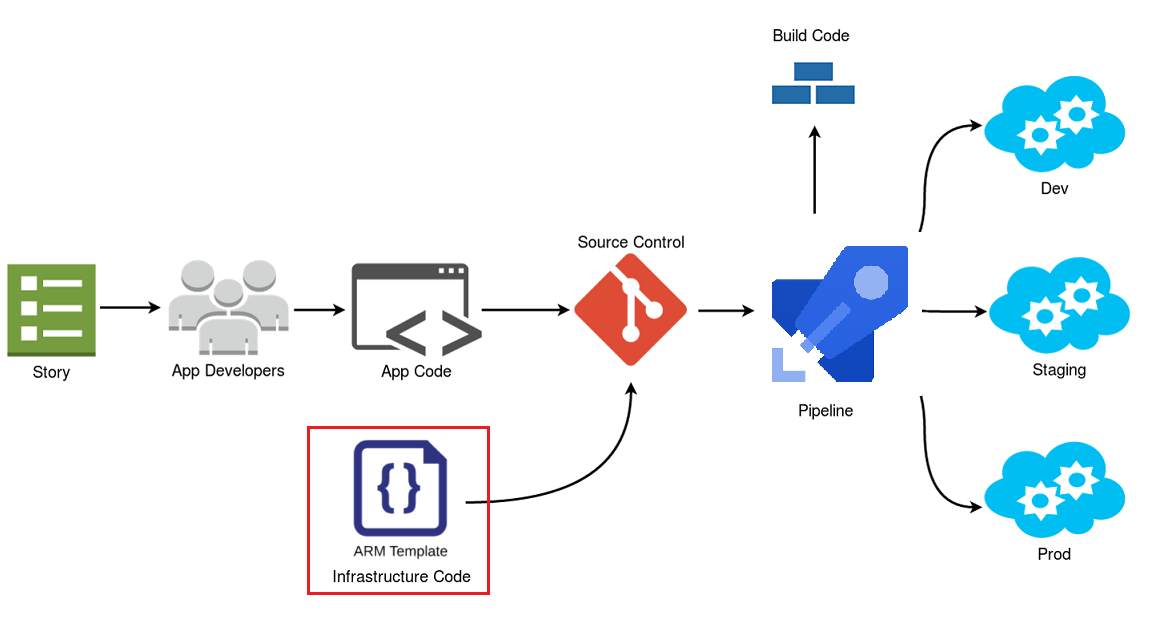 Build Code
Dev
Source Control
Story
App Developers
App Code
Staging
Pipeline
{}
ARM Template
Infrastructure Code
Prod